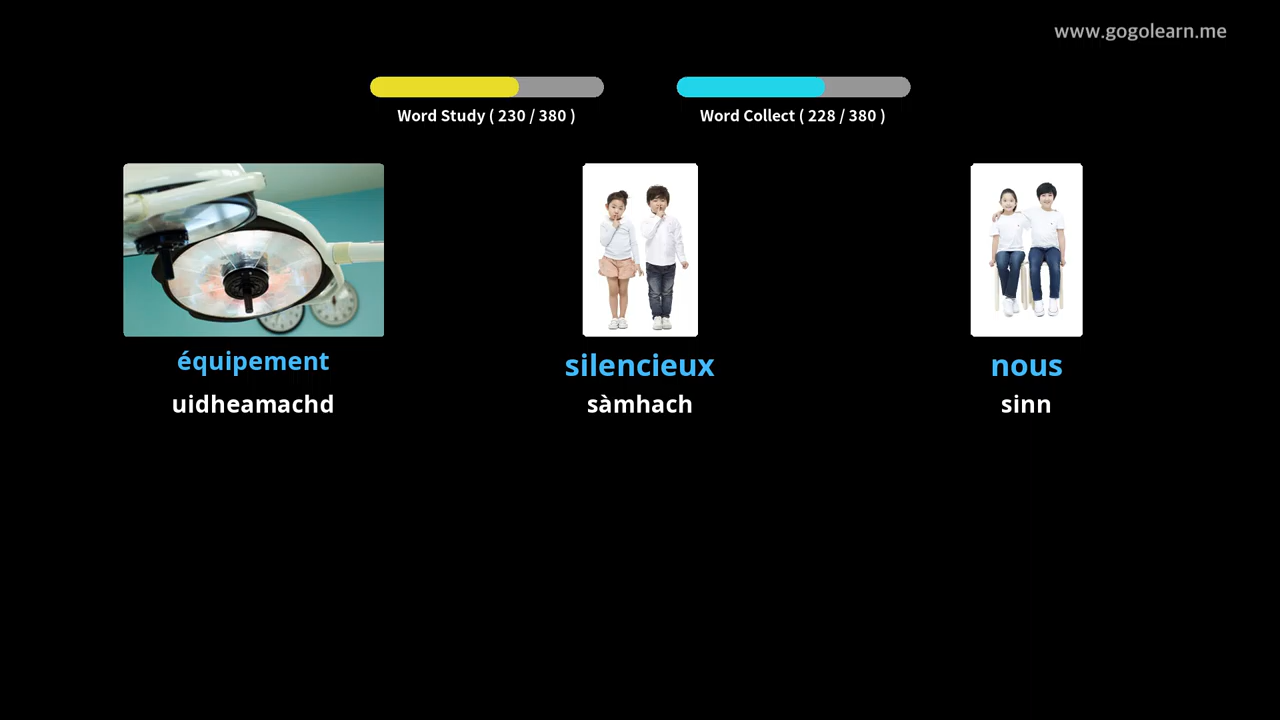 www.gogolearn.me
Word Study ( 230 / 380 )
Word Collect ( 228 / 380 )
équipement
silencieux
nous
uidheamachd
sàmhach
sinn